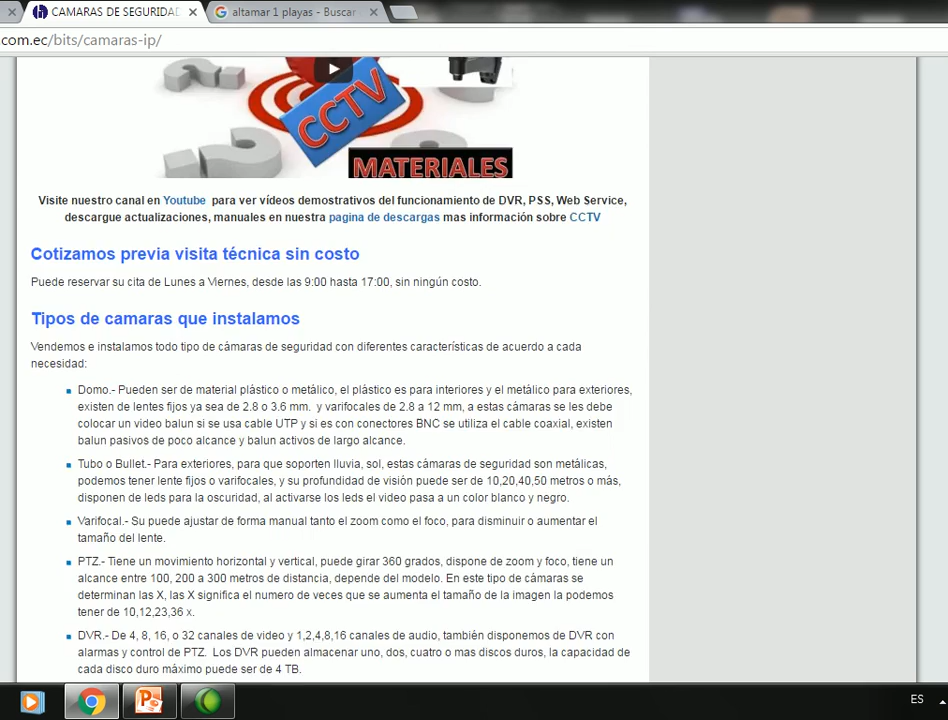 CAMARAS DE SEGURIDAD
altamar 1 playas - Buscar
.com.ec/bits/camaras-ip/
CCTV
MATERIALES
Visite nuestro canal en Youtube para ver vídeos demostrativos del funcionamiento de DVR, PSS, Web Service,
descargue actualizaciones, manuales en nuestra pagina de descargas mas información sobre CCTV
Cotizamos previa visita técnica sin costo
Puede reservar su cita de Lunes a Viernes, desde las 9:00 hasta 17:00, sin ningún costo.
Tipos de camaras que instalamos
Vendemos e instalamos todo tipo de cámaras de seguridad con diferentes características de acuerdo a cada
necesidad:
Domo.- Pueden ser de material plástico o metálico, el plástico es para interiores y el metálico para exteriores,
existen de lentes fijos ya sea de 2.8 o 3.6 mm. y varifocales de 2.8 a 12 mm, a estas cámaras se les debe
colocar un video balun si se usa cable UTP y si es con conectores BNC se utiliza el cable coaxial, existen
balun pasivos de poco alcance y balun activos de largo alcance.
Tubo o Bullet.- Para exteriores, para que soporten lluvia, sol, estas cámaras de seguridad son metálicas,
podemos tener lente fijos o varifocales, y su profundidad de visión puede ser de 10,20,40,50 metros o más,
disponen de leds para la oscuridad, al activarse los leds el video pasa a un color blanco y negro.
Varifocal.- Su puede ajustar de forma manual tanto el zoom como el foco, para disminuir o aumentar el
tamaño del lente.
PTZ.- Tiene un movimiento horizontal y vertical, puede girar 360 grados, dispone de zoom y foco, tiene un
alcance entre 100, 200 a 300 metros de distancia, depende del modelo. En este tipo de cámaras se
determinan las X, las X significa el numero de veces que se aumenta el tamaño de la imagen la podemos
tener de 10,12,23,36 x.
DVR.- De 4, 8, 16, o 32 canales de video y 1,2,4,8,16 canales de audio, también disponemos de DVR con
alarmas y control de PTZ. Los DVR pueden almacenar uno, dos, cuatro o mas discos duros, la capacidad de
cada disco duro máximo puede ser de 4 TB.
ES